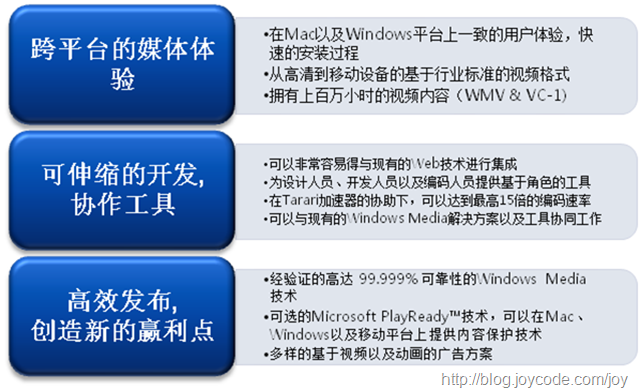 跨平台的媒体体
验
• 在Mac以及Windows平台上一致的用户体验，快
速的安装过程
• 从高清到移动设备的基于行业标准的视频格式
• 拥有上百万小时的视频内容（WMV & VC-1)
可伸缩的开发,
协作工具
• 可以非常容易得与现有的Web技术进行集成
• 为设计人员、开发人员以及编码人员提供基于角色的工具
• 在Tarari加速器的协助下，可以达到最高15倍的编码速率
• 可以与现有的Windows Media解决方案以及工具协同工作
高效发布,
创造新的赢利点
• 经验证的高达 99.999% 可靠性的Windows Media
技术
• 可选的Microsoft PlayReady™技术，可以在Mac、
Windows以及移动平台上提供内容保护技术
• 多样的基于视频以及动画的广告方案
http://blog.joycode.com/joy